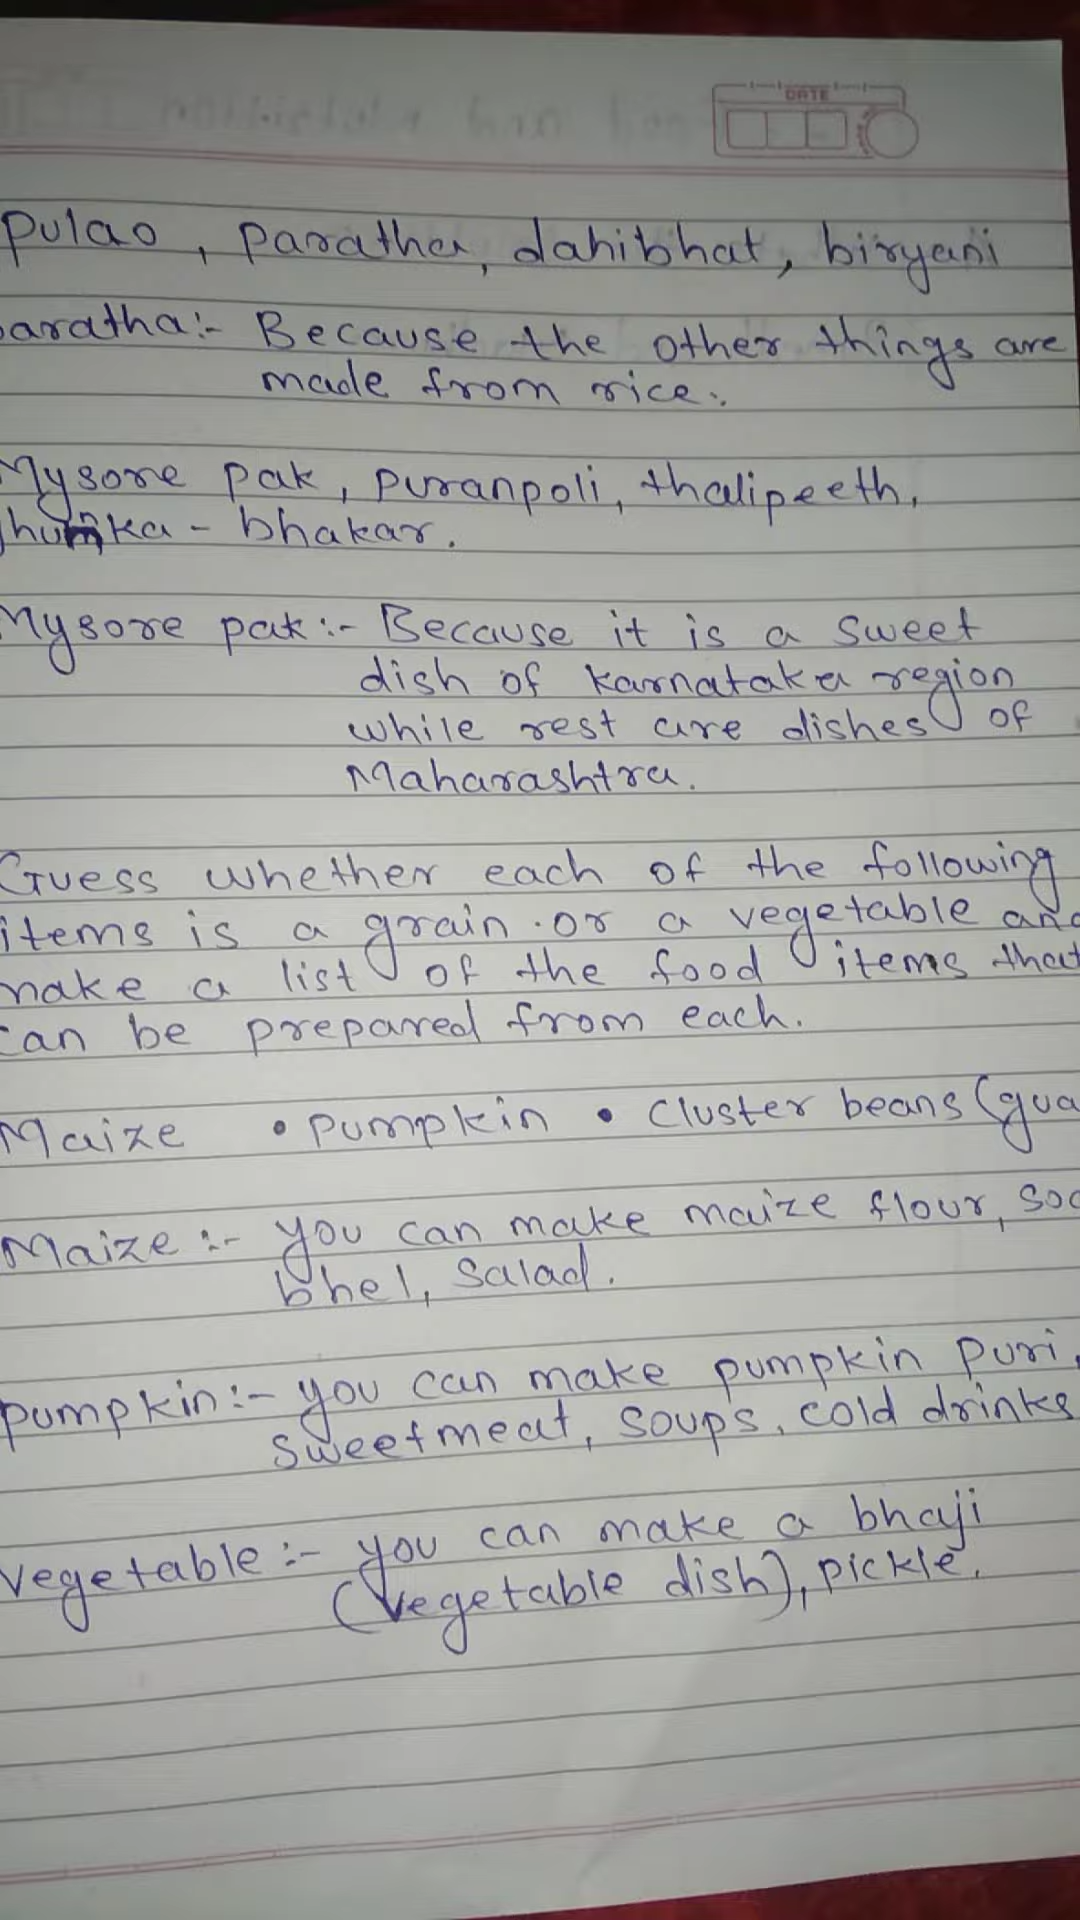 DATE
Pulao, Paratha, dahibhat, biryani
aratha:- Because the other things are
made from rice.
Mysore pak, Puranpoli, thalipeeth,
hunka - bhakar.
Mysore pak:- Because it is a sweet
dish of karnataka region
while rest are dishes of
Maharashtra.
Guess whether each of the following
items is a grain or a vegetable and
make a list of the food items that
can be prepared from each.
Maize • Pumpkin • Cluster beans (gua
Maize :- you can make maize flour,
bhel, salad.
pumpkin:- you can make pumpkin puri,
sweetmeat, soups, cold drinks
Vegetable:- you can make a bhaji
(Vegetable dish), pickle.